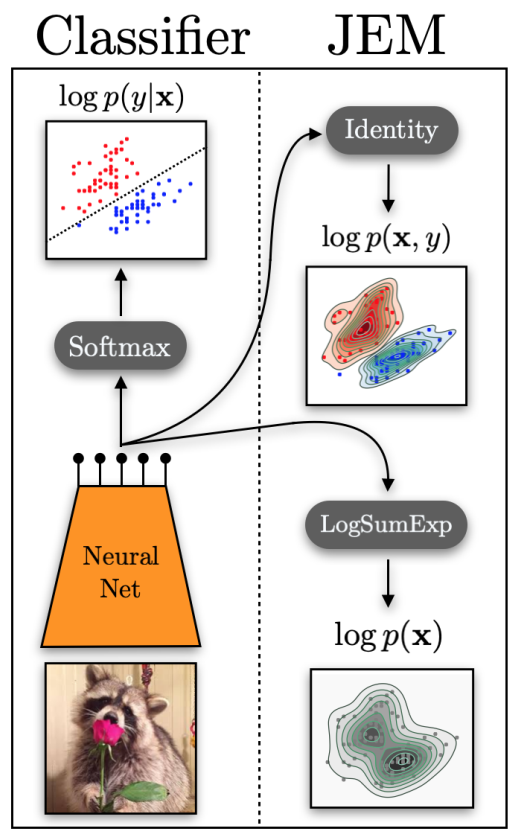 Classifier
JEM
log p(y|x)
Identity
log p(x, y)
Softmax
LogSumExp
Neural
Net
log p(x)